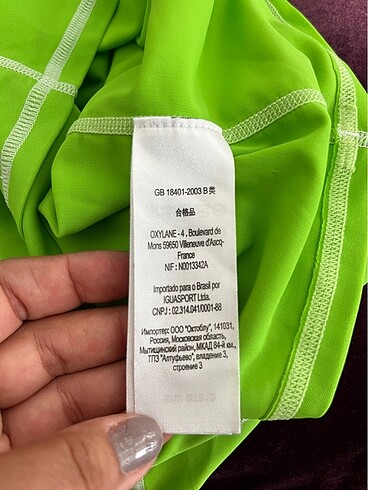 GB 18401-2003 B类
合格品
OXYLANE - 4 . Boulevard de
Mons 59650 Villeneuve d'Ascq-
France
NIF : N0013342A
Importado para o Brasil por
IGUASPORT Ltda.
CNPJ : 02.314.041/0001-88
Импортер: ООО "Октоблу", 141031,
Россия, Московская область,
Мытищинский район, МКАД 84-й км.,
ТПЗ "Алтуфьево", владение 3,
строение 3